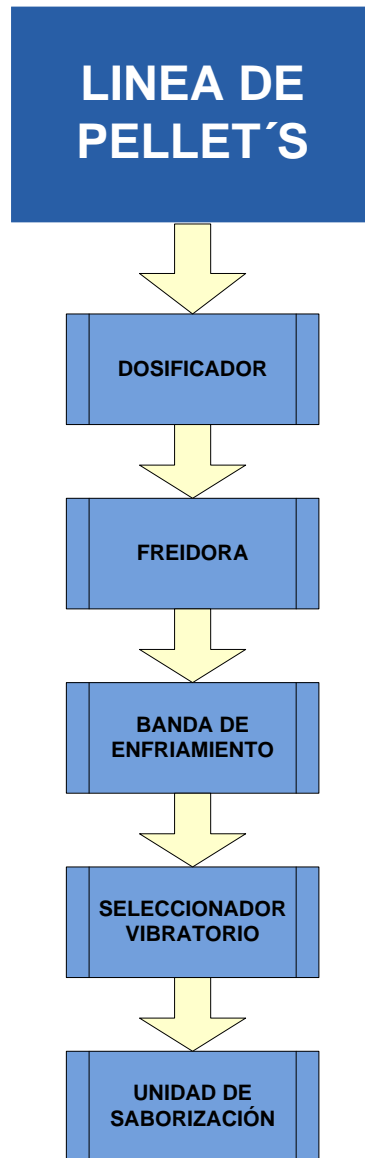 LINEA DE
PELLET´S
DOSIFICADOR
FREIDORA
BANDA DE
ENFRIAMIENTO
SELECCIONADOR
VIBRATORIO
UNIDAD DE
SABORIZACIÓN